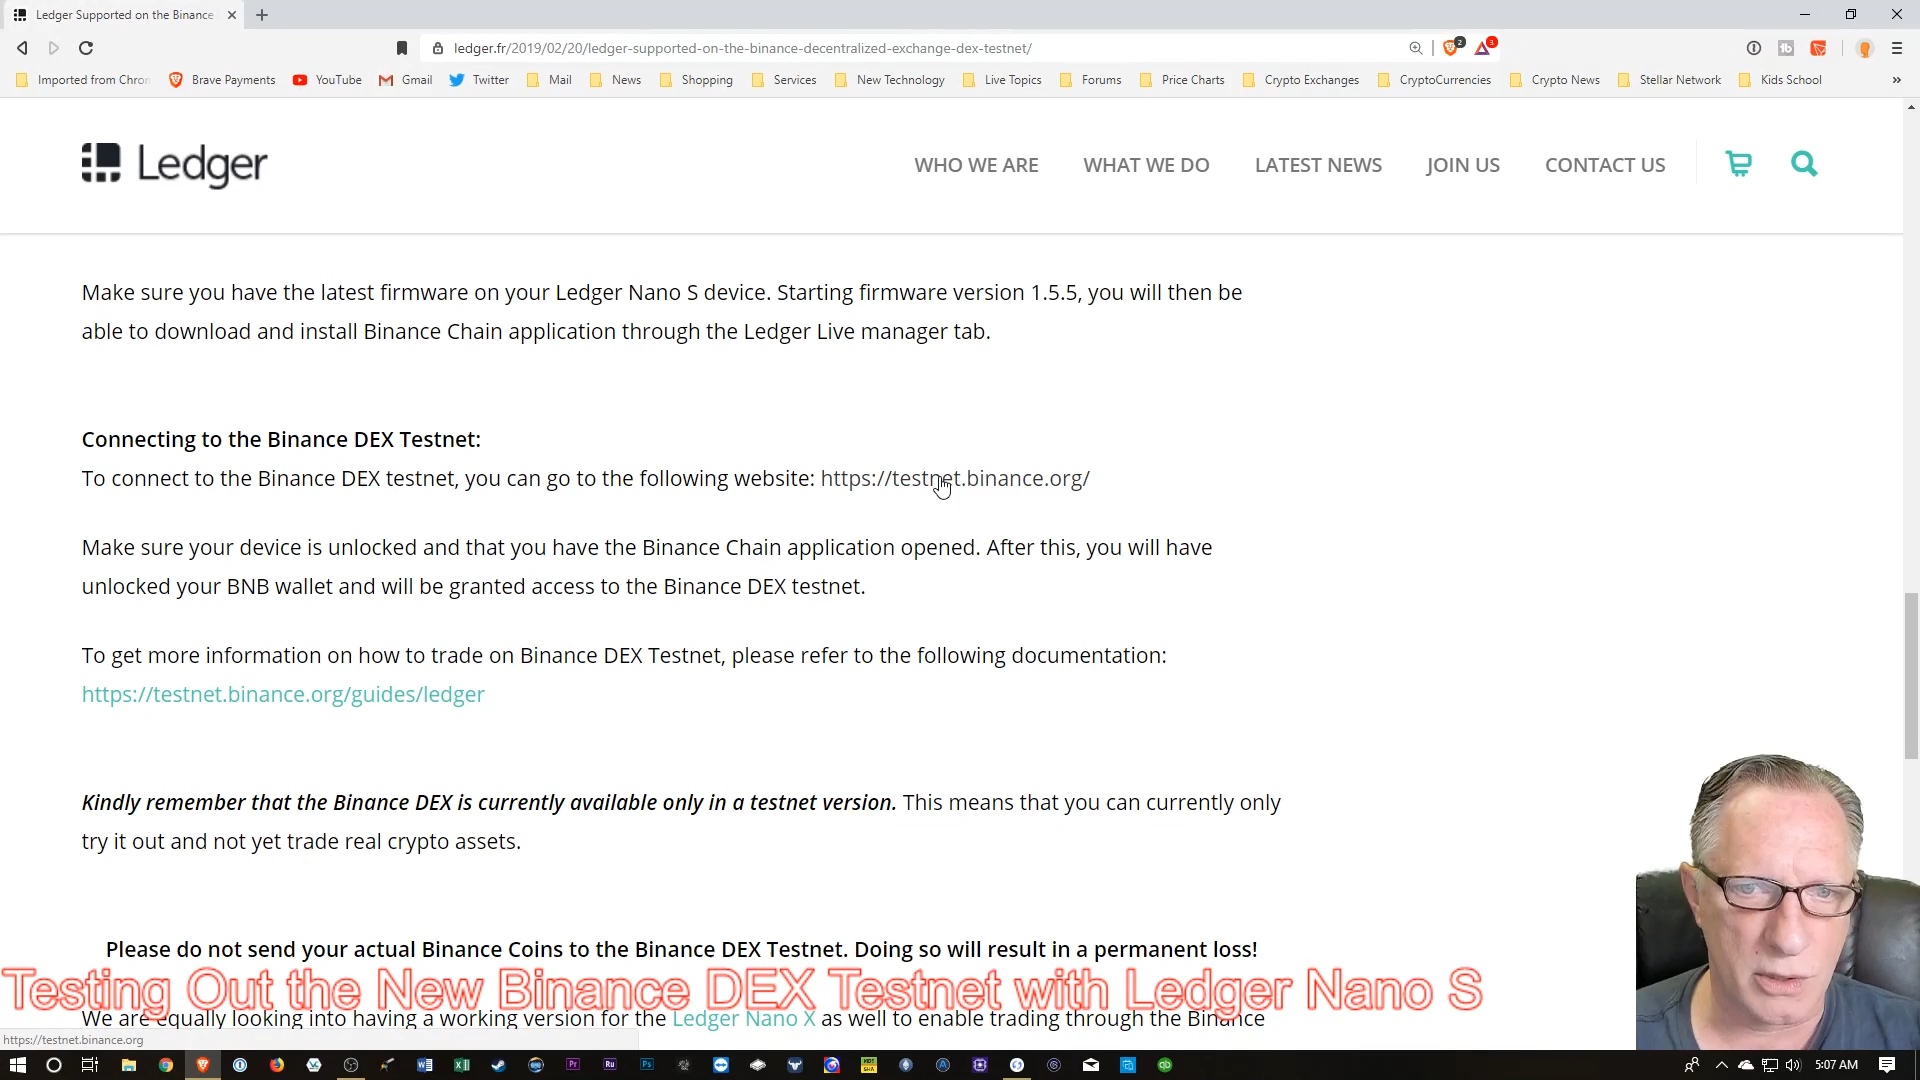 Ledger Supported on the Binance
ledger.fr/2019/02/20/ledger-supported-on-the-binance-decentralized-exchange-dex-testnet/
2
3
Imported from Chron
Brave Payments
YouTube
Gmail
Twitter
Mail
News
Shopping
Services
New Technology
Live Topics
Forums
Price Charts
Crypto Exchanges
CryptoCurrencies
Crypto News
Stellar Network
Kids School
Ledger
WHO WE ARE
WHAT WE DO
LATEST NEWS
JOIN US
CONTACT US
Make sure you have the latest firmware on your Ledger Nano S device. Starting firmware version 1.5.5, you will then be
able to download and install Binance Chain application through the Ledger Live manager tab.
Connecting to the Binance DEX Testnet:
To connect to the Binance DEX testnet, you can go to the following website: https://testnet.binance.org/
Make sure your device is unlocked and that you have the Binance Chain application opened. After this, you will have
unlocked your BNB wallet and will be granted access to the Binance DEX testnet.
To get more information on how to trade on Binance DEX Testnet, please refer to the following documentation:
https://testnet.binance.org/guides/ledger
Kindly remember that the Binance DEX is currently available only in a testnet version. This means that you can currently only
try it out and not yet trade real crypto assets.
Please do not send your actual Binance Coins to the Binance DEX Testnet. Doing so will result in a permanent loss!
Testing Out the New Binance DEX Testnet with Ledger Nano S
We are equally looking into having a working version for the Ledger Nano X as well to enable trading through the Binance
https://testnet.binance.org
5:07 AM